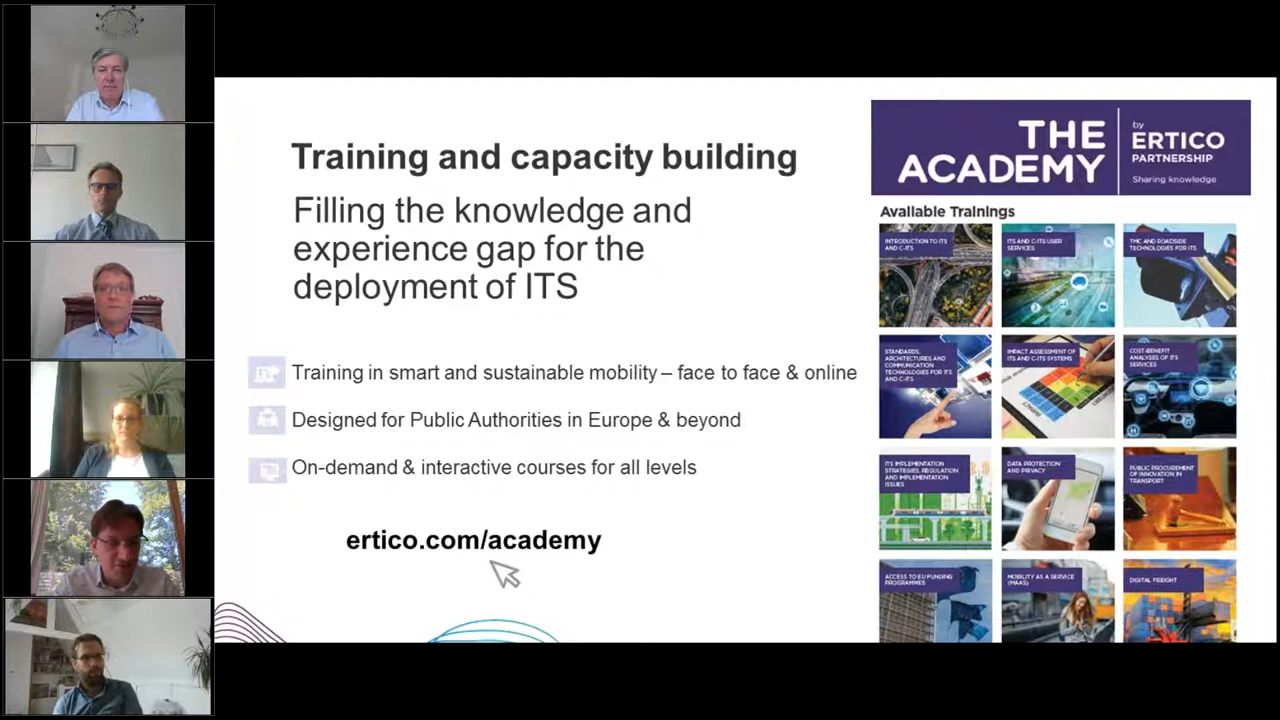 Training and capacity building
Filling the knowledge and
experience gap for the
deployment of ITS
Training in smart and sustainable mobility – face to face & online
Designed for Public Authorities in Europe & beyond
On-demand & interactive courses for all levels
ertico.com/academy
THE
ACADEMY
by
ERTICO
PARTNERSHIP
Sharing knowledge
Available Trainings
INTRODUCTION TO ITS
AND C-ITS
ITS AND C-ITS USER
SERVICES
TMC AND ROADSIDE
TECHNOLOGIES FOR ITS
STANDARDS,
ARCHITECTURES AND
COMMUNICATION
TECHNOLOGIES FOR ITS
AND C-ITS
IMPACT ASSESSMENT OF
ITS AND C-ITS SYSTEMS
COST-BENEFIT
ANALYSES OF ITS
SERVICES
ITS IMPLEMENTATION
STRATEGIES, REGULATION
AND IMPLEMENTATION
ISSUES
DATA PROTECTION
AND PRIVACY
PUBLIC PROCUREMENT
OF INNOVATION IN
TRANSPORT
ACCESS TO EU FUNDING
PROGRAMMES
MOBILITY AS A SERVICE
(MAAS)
DIGITAL FREIGHT